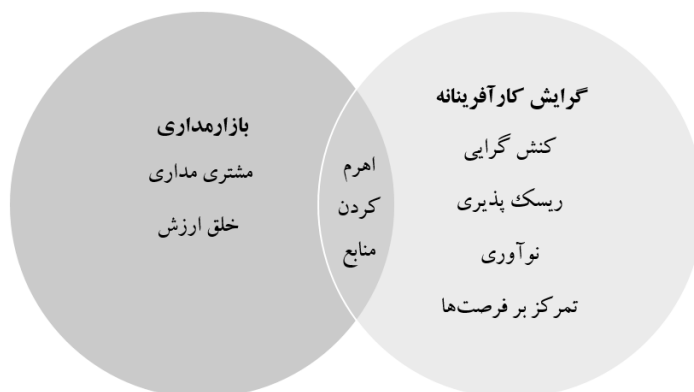 گرایش کارآفرینانه
کنش گرایی
ریسک پذیری
نوآوری
تمرکز بر فرصت‌ها
اهرم
کردن
منابع
بازارمداری
مشتری مداری
خلق ارزش